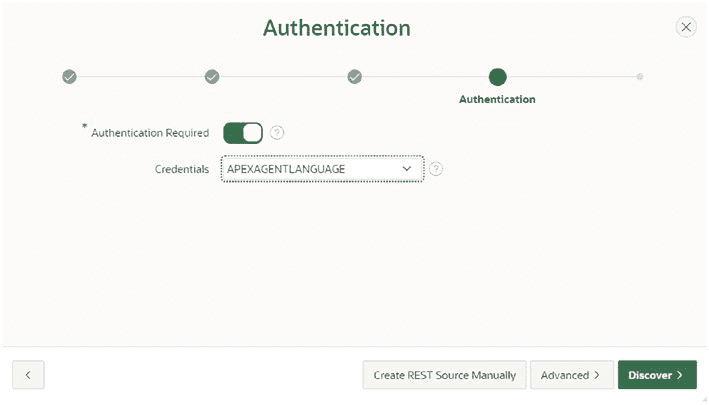 Authentication
Authentication
* Authentication Required ?
Credentials APEXAGENTLANGUAGE ?
Create REST Source Manually Advanced > Discover >